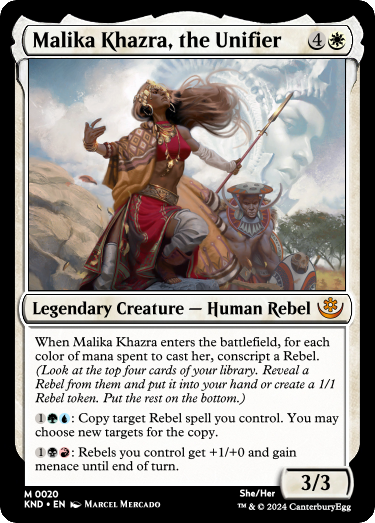 Malika Khazra, the Unifier 4
Legendary Creature — Human Rebel
When Malika Khazra enters the battlefield, for each
color of mana spent to cast her, conscript a Rebel.
(Look at the top four cards of your library. Reveal a
Rebel from them and put it into your hand or create a 1/1
Rebel token. Put the rest on the bottom.)
1: Copy target Rebel spell you control. You may
choose new targets for the copy.
1: Rebels you control get +1/+0 and gain
menace until end of turn.
3/3
M 0020 She/Her
KND • EN Marcel Mercado ™ & © 2024 CanterburyEgg